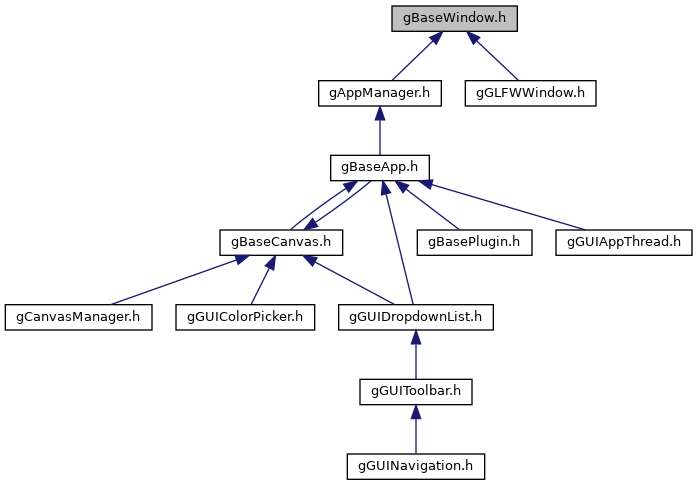 gBaseWindow.h
gAppManager.h
gGLFWWindow.h
gBaseApp.h
gBaseCanvas.h
gBasePlugin.h
gGUIAppThread.h
gCanvasManager.h
gGUIColorPicker.h
gGUIDropdownList.h
gGUIToolbar.h
gGUINavigation.h